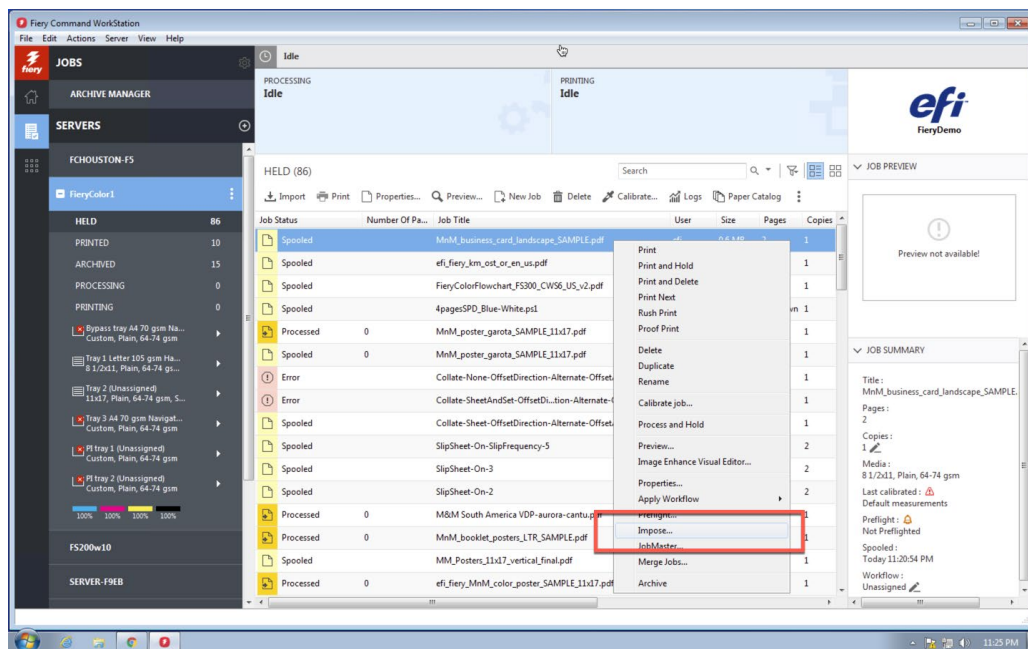 Fiery Command WorkStation
File Edit Actions Server View Help
fiery
JOBS
Idle
ARCHIVE MANAGER
SERVERS
FCHOUSTON-F5
FieryColor1
HELD 86
PRINTED 10
ARCHIVED 15
PROCESSING 0
PRINTING 0
Bypass tray A4 70 gsm Na...
Custom, Plain, 64-74 gsm
Tray 1 Letter 105 gsm Ha...
8 1/2x11, Plain, 64-74 gs...
Tray 2 (Unassigned)
11x17, Plain, 64-74 gsm, S...
Tray 3 A4 70 gsm Navigat...
Custom, Plain, 64-74 gsm
PI tray 1 (Unassigned)
Custom, Plain, 64-74 gsm
PI tray 2 (Unassigned)
Custom, Plain, 64-74 gsm
100% 100% 100% 100%
FS200w10
SERVER-F9EB
PROCESSING
Idle
PRINTING
Idle
HELD (86)
Search
Import Print Properties... Preview... New Job Delete Calibrate... Logs Paper Catalog
Job Status Number Of Pa... Job Title User Size Pages Copies
Spooled MnM_business_card_landscape_SAMPLE.pdf efi 0.6 MB 2 1
Spooled efi_fiery_km_ost_or_en_us.pdf 1
Spooled FieryColorFlowchart_FS300_CWS6_US_v2.pdf 1
Spooled 4pagesSPD_Blue-White.ps1 vn 1
Processed 0 MnM_poster_garota_SAMPLE_11x17.pdf 1
Spooled 0 MnM_poster_garota_SAMPLE_11x17.pdf 1
Error Collate-None-OffsetDirection-Alternate-Offset. 1
Error Collate-SheetAndSet-OffsetDi...tion-Alternate-( 1
Spooled Collate-Sheet-OffsetDirection-Alternate-Offset. 1
Spooled SlipSheet-On-SlipFrequency-5 2
Spooled SlipSheet-On-3 2
Spooled SlipSheet-On-2 2
Processed 0 M&M South America VDP-aurora-cantu.pdf 1
Processed 0 MnM_booklet_posters_LTR_SAMPLE.pdf 1
Spooled MM_Posters_11x17_vertical_final.pdf 1
Processed 0 efi_fiery_MnM_color_poster_SAMPLE_11x17.pdf 1
Print
Print and Hold
Print and Delete
Print Next
Rush Print
Proof Print
Delete
Duplicate
Rename
Calibrate job...
Process and Hold
Preview...
Image Enhance Visual Editor...
Properties...
Apply Workflow
Preflight...
Impose...
JobMaster...
Merge Jobs...
Archive
efi
FieryDemo
JOB PREVIEW
Preview not available!
JOB SUMMARY
Title :
MnM_business_card_landscape_SAMPLE.
Pages :
2
Copies :
1
Media :
8 1/2x11, Plain, 64-74 gsm
Last calibrated :
Default measurements
Preflight :
Not Preflighted
Spooled :
Today 11:20:54 PM
Workflow :
Unassigned
11:25 PM